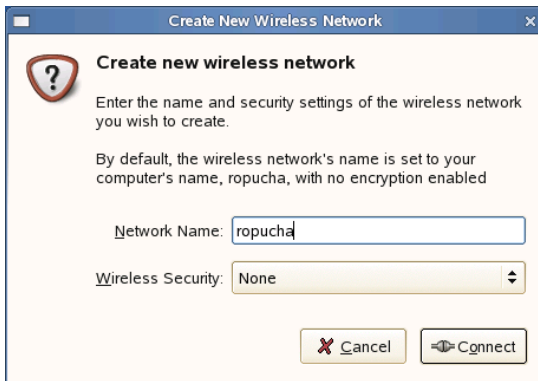 Create New Wireless Network
Create new wireless network
Enter the name and security settings of the wireless network
you wish to create.
By default, the wireless network's name is set to your
computer's name, ropucha, with no encryption enabled
Network Name: ropucha
Wireless Security: None
Cancel Connect